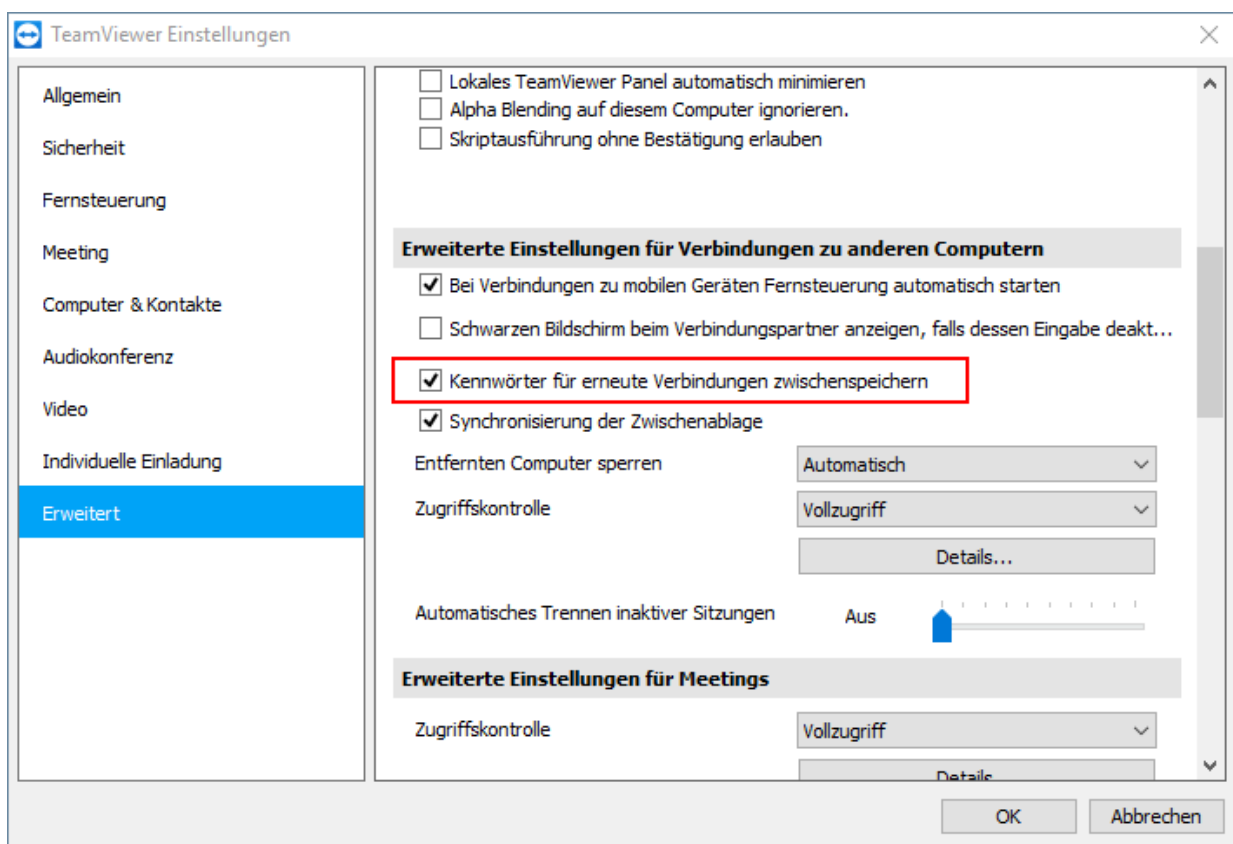 TeamViewer Einstellungen
Allgemein
Sicherheit
Fernsteuerung
Meeting
Computer & Kontakte
Audiokonferenz
Video
Individuelle Einladung
Erweitert
Lokales TeamViewer Panel automatisch minimieren
Alpha Blending auf diesem Computer ignorieren.
Skriptausführung ohne Bestätigung erlauben
Erweiterte Einstellungen für Verbindungen zu anderen Computern
Bei Verbindungen zu mobilen Geräten Fernsteuerung automatisch starten
Schwarzen Bildschirm beim Verbindungspartner anzeigen, falls dessen Eingabe deakt...
Kennwörter für erneute Verbindungen zwischenspeichern
Synchronisierung der Zwischenablage
Entfernten Computer sperren Automatisch
Zugriffskontrolle Vollzugriff
Details...
Automatisches Trennen inaktiver Sitzungen Aus
Erweiterte Einstellungen für Meetings
Zugriffskontrolle Vollzugriff
Details
OK Abbrechen